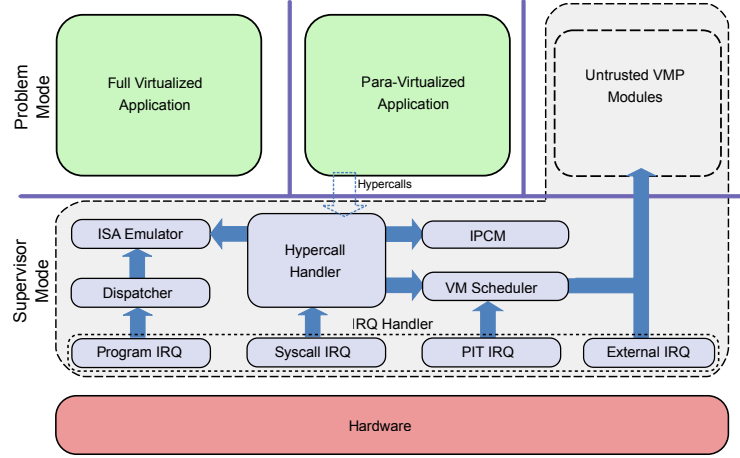 Problem
Mode
Full Virtualized
Application
Para-Virtualized
Application
Untrusted VMP
Modules
Hypercalls
Supervisor
Mode
ISA Emulator
Hypercall
Handler
IPCM
Dispatcher
VM Scheduler
IRQ Handler
Program IRQ
Syscall IRQ
PIT IRQ
External IRQ
Hardware